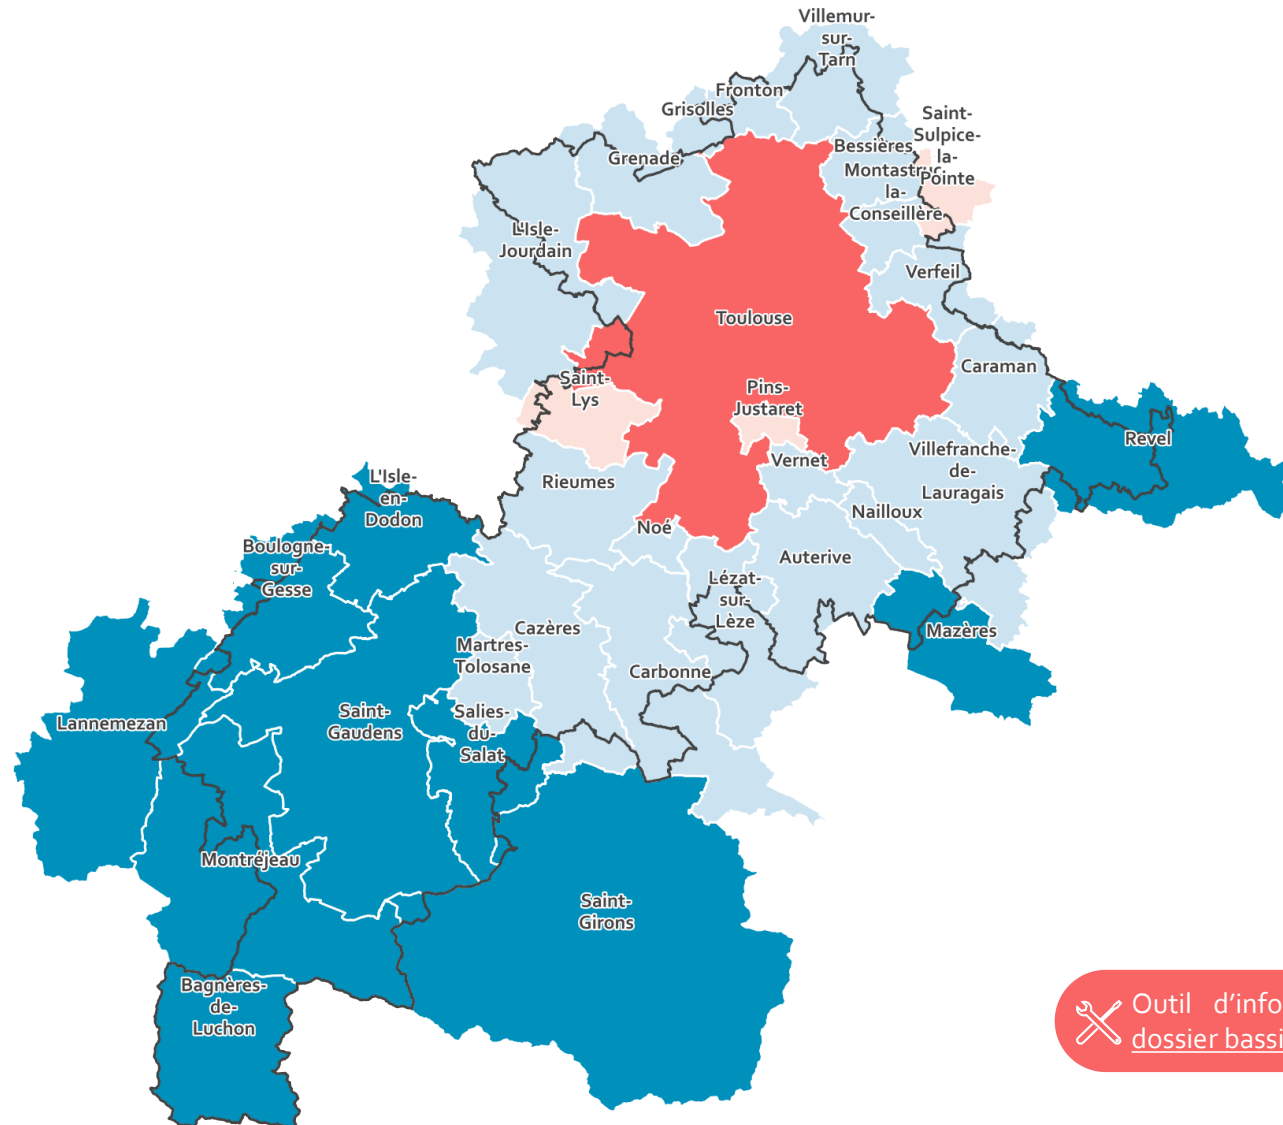 Villemur-
sur-
Tarn
Fronton
Grisolles
Saint-
Sulpice-
la-
Pointe
Bessières
Grenade
Montastruc-
la-
Conseillère
L'Isle-
Jourdain
Verfeil
Toulouse
Caraman
Saint-
Lys
Pins-
Justaret
Revel
Villefranche-
de-
Lauragais
Vernet
L'Isle-
en-
Dodon
Rieumes
Nailloux
Noé
Boulogne-
sur-
Gesse
Auterive
Lézat-
sur-
Lèze
Cazères
Mazères
Martres-
Tolosane
Carbonne
Lannemezan
Saint-
Gaudens
Salies-
du-
Salat
Montréjeau
Saint-
Girons
Bagnères-
de-
Luchon
Outil d'info
dossier bassi